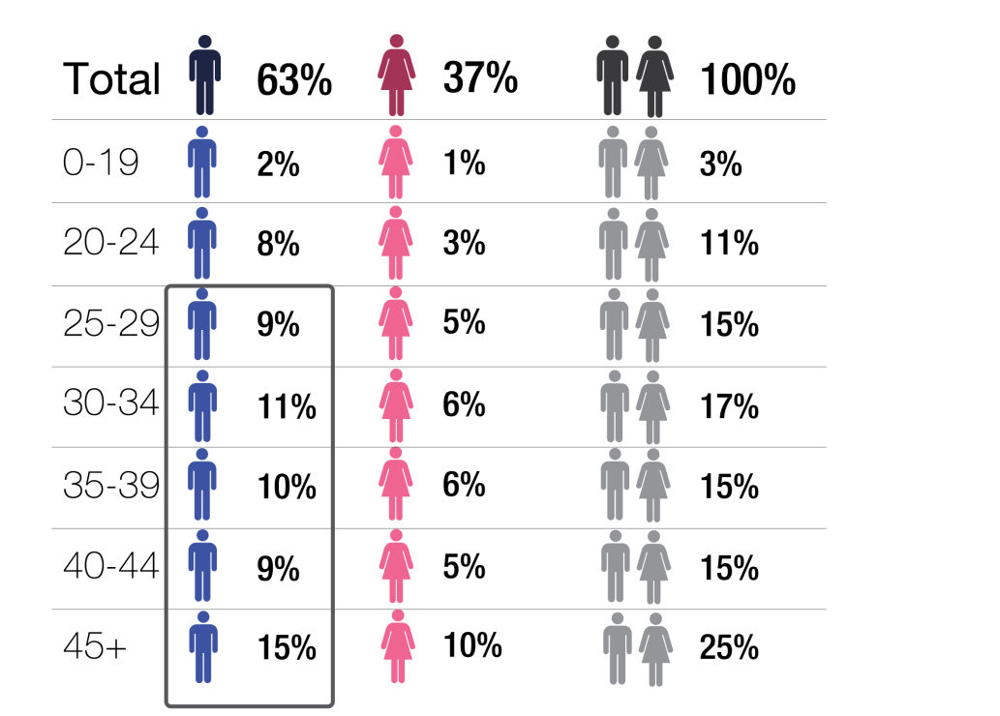 Total 63% 37% 100%
0-19 2% 1% 3%
20-24 8% 3% 11%
25-29 9% 5% 15%
30-34 11% 6% 17%
35-39 10% 6% 15%
40-44 9% 5% 15%
45+ 15% 10% 25%